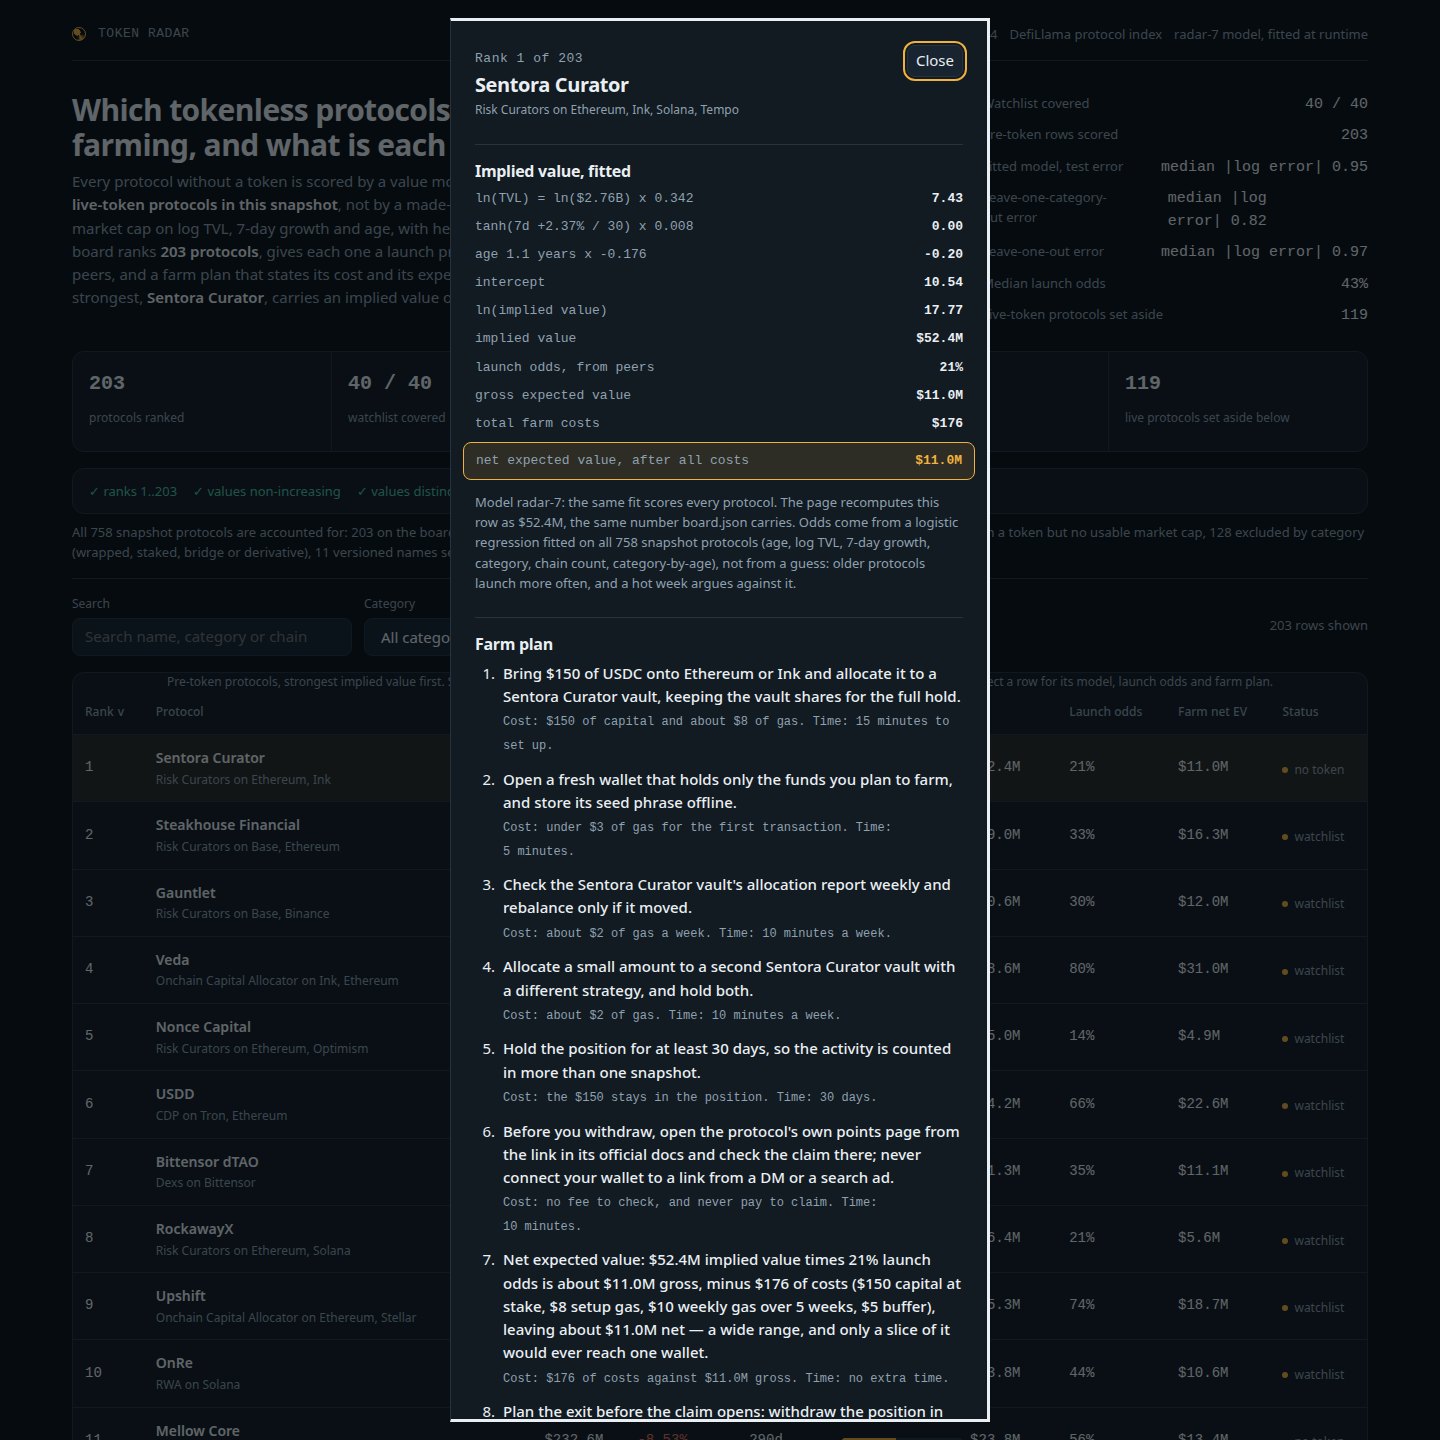 TOKEN RADAR
4 DefiLlama protocol index radar-7 model, fitted at runtime
Which tokenless protocols
farming, and what is each
Every protocol without a token is scored by a value
live-token protocols in this snapshot, not by a made-
market cap on log TVL, 7-day growth and age, with
board ranks 203 protocols, gives each one a launch
peers, and a farm plan that states its cost and its
strongest, Sentora Curator, carries an implied value
Watchlist covered 40 / 40
Pre-token rows scored 203
Fitted model, test error median |log error| 0.95
Leave-one-category-
out error
median |log
error| 0.82
Leave-one-out error median |log error| 0.97
Median launch odds 43%
Live-token protocols set aside 119
203
protocols ranked
40 / 40
watchlist covered
119
live protocols set aside below
✓ ranks 1..203 ✓ values non-increasing ✓ values
All 758 snapshot protocols are accounted for: 203 on the
a token but no usable market cap, 128 excluded by category
(wrapped, staked, bridge or derivative), 11 versioned names
Search
Search name, category or chain
Category
All
203 rows shown
Pre-token protocols, strongest implied value first.
a row for its model, launch odds and farm plan.
Rank v Protocol Launch odds Farm net EV Status
1 Sentora Curator 21% $11.0M no token
Risk Curators on Ethereum, Ink
2 Steakhouse Financial 33% $16.3M watchlist
Risk Curators on Base, Ethereum
3 Gauntlet 30% $12.0M watchlist
Risk Curators on Base, Binance
4 Veda 80% $31.0M watchlist
Onchain Capital Allocator on Ink, Ethereum
5 Nonce Capital 14% $4.9M watchlist
Risk Curators on Ethereum, Optimism
6 USDD 66% $22.6M watchlist
CDP on Tron, Ethereum
7 Bittensor dTAO 35% $11.1M watchlist
Dexs on Bittensor
8 RockawayX 21% $5.6M watchlist
Risk Curators on Ethereum, Solana
9 Upshift 74% $18.7M watchlist
Onchain Capital Allocator on Ethereum, Stellar
10 OnRe 44% $10.6M watchlist
RWA on Solana
11 Mellow Core $232.6M -8.53% 290d $23.8M 56% $13.4M no token
Rank 1 of 203
Close
Sentora Curator
Risk Curators on Ethereum, Ink, Solana, Tempo
Implied value, fitted
ln(TVL) = ln($2.76B) x 0.342 7.43
tanh(7d +2.37% / 30) x 0.008 0.00
age 1.1 years x -0.176 -0.20
intercept 10.54
ln(implied value) 17.77
implied value $52.4M
launch odds, from peers 21%
gross expected value $11.0M
total farm costs $176
net expected value, after all costs $11.0M
Model radar-7: the same fit scores every protocol. The page recomputes this
row as $52.4M, the same number board.json carries. Odds come from a logistic
regression fitted on all 758 snapshot protocols (age, log TVL, 7-day growth,
category, chain count, category-by-age), not from a guess: older protocols
launch more often, and a hot week argues against it.
Farm plan
1. Bring $150 of USDC onto Ethereum or Ink and allocate it to a
Sentora Curator vault, keeping the vault shares for the full hold.
Cost: $150 of capital and about $8 of gas. Time: 15 minutes to
set up.
2. Open a fresh wallet that holds only the funds you plan to farm,
and store its seed phrase offline.
Cost: under $3 of gas for the first transaction. Time:
5 minutes.
3. Check the Sentora Curator vault's allocation report weekly and
rebalance only if it moved.
Cost: about $2 of gas a week. Time: 10 minutes a week.
4. Allocate a small amount to a second Sentora Curator vault with
a different strategy, and hold both.
Cost: about $2 of gas. Time: 10 minutes a week.
5. Hold the position for at least 30 days, so the activity is counted
in more than one snapshot.
Cost: the $150 stays in the position. Time: 30 days.
6. Before you withdraw, open the protocol's own points page from
the link in its official docs and check the claim there; never
connect your wallet to a link from a DM or a search ad.
Cost: no fee to check, and never pay to claim. Time:
10 minutes.
7. Net expected value: $52.4M implied value times 21% launch
odds is about $11.0M gross, minus $176 of costs ($150 capital at
stake, $8 setup gas, $10 weekly gas over 5 weeks, $5 buffer),
leaving about $11.0M net — a wide range, and only a slice of it
would ever reach one wallet.
Cost: $176 of costs against $11.0M gross. Time: no extra time.
8. Plan the exit before the claim opens: withdraw the position in